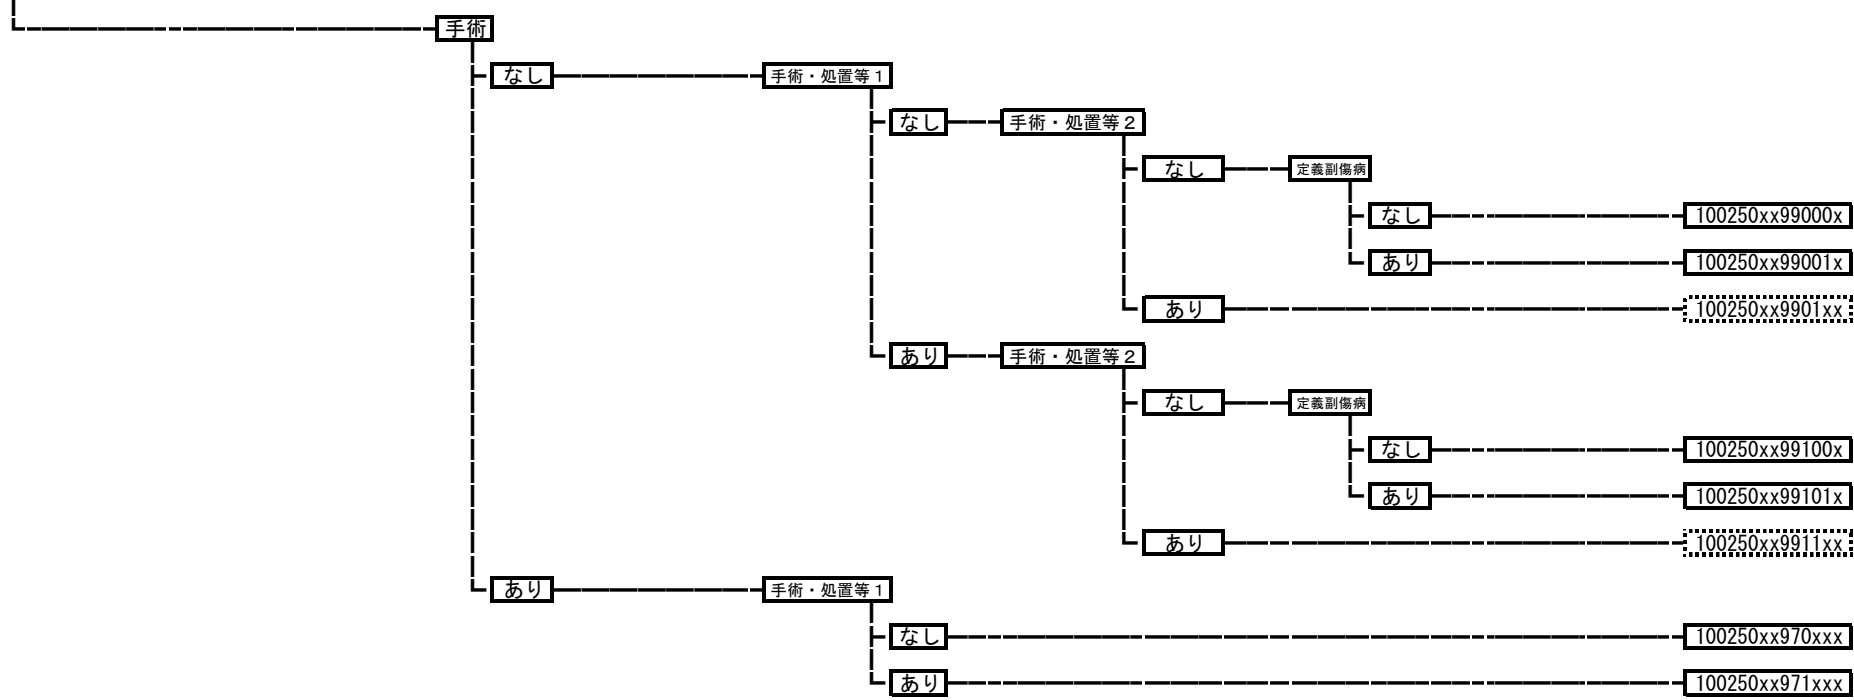 手術
なし 手術・処置等１
なし 手術・処置等２
なし 定義副傷病
なし 100250xx99000x
あり 100250xx99001x
あり 100250xx9901xx
あり 手術・処置等２
なし 定義副傷病
なし 100250xx99100x
あり 100250xx99101x
あり 100250xx9911xx
あり 手術・処置等１
なし 100250xx970xxx
あり 100250xx971xxx